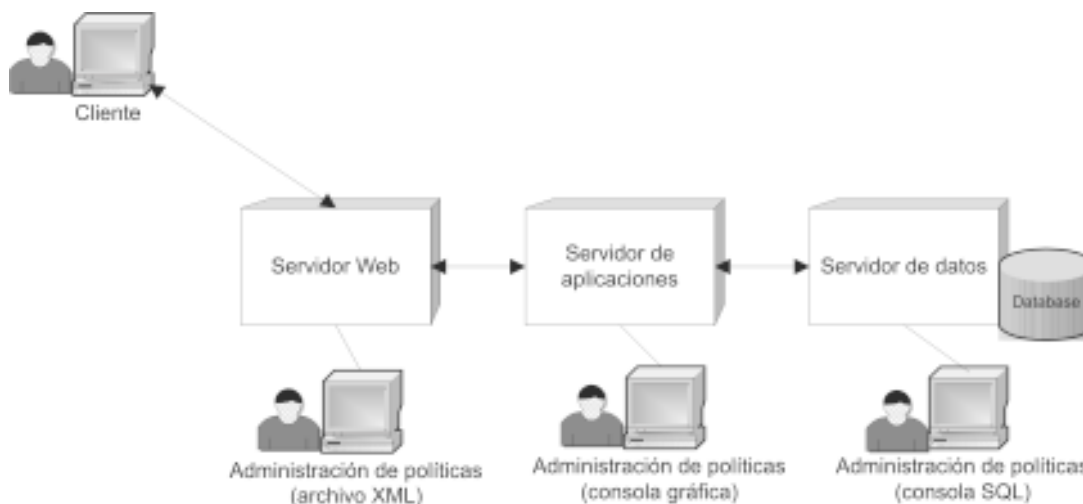 Cliente
Servidor Web
Servidor de
aplicaciones
Servidor de datos
Database
Administración de políticas
(archivo XML)
Administración de políticas
(consola gráfica)
Administración de políticas
(consola SQL)